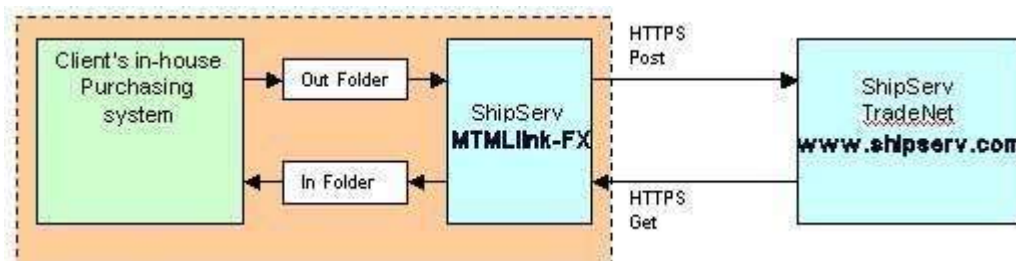 Client's in-house
Purchasing
system
Out Folder
In Folder
ShipServ
MTMLlink-FX
HTTPS
Post
HTTPS
Get
ShipServ
TradeNet
www.shipserv.com